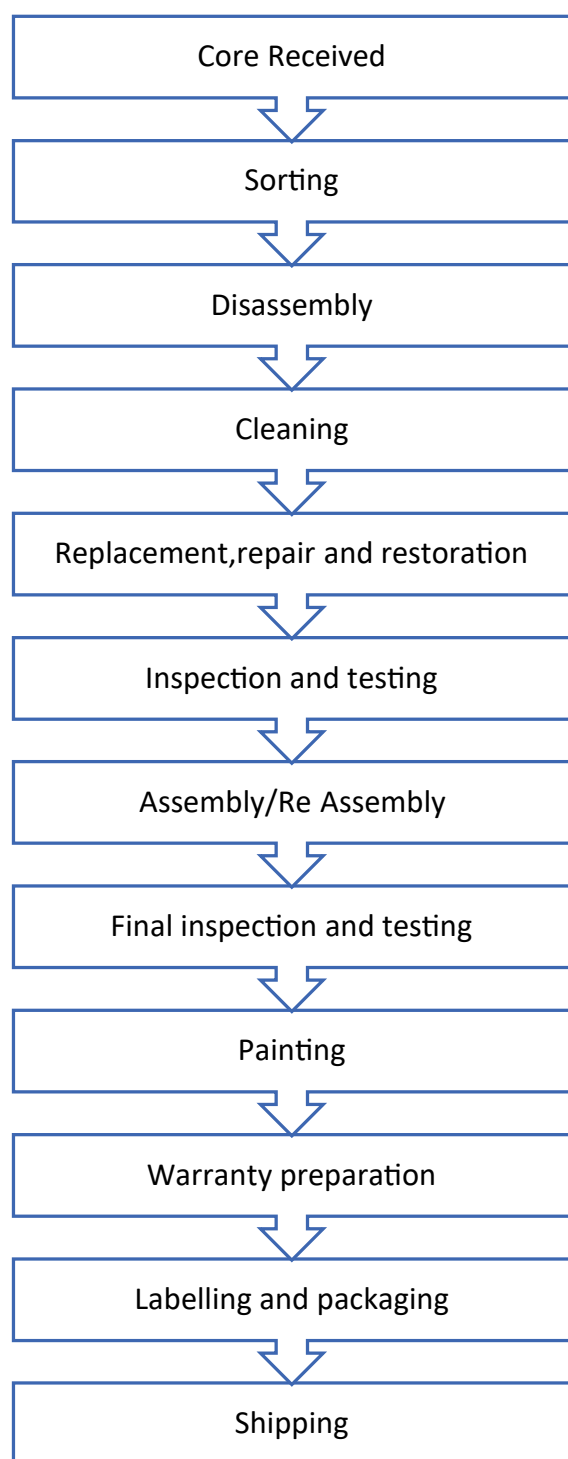 Core Received
Sorting
Disassembly
Cleaning
Replacement,repair and restoration
Inspection and testing
Assembly/Re Assembly
Final inspection and testing
Painting
Warranty preparation
Labelling and packaging
Shipping